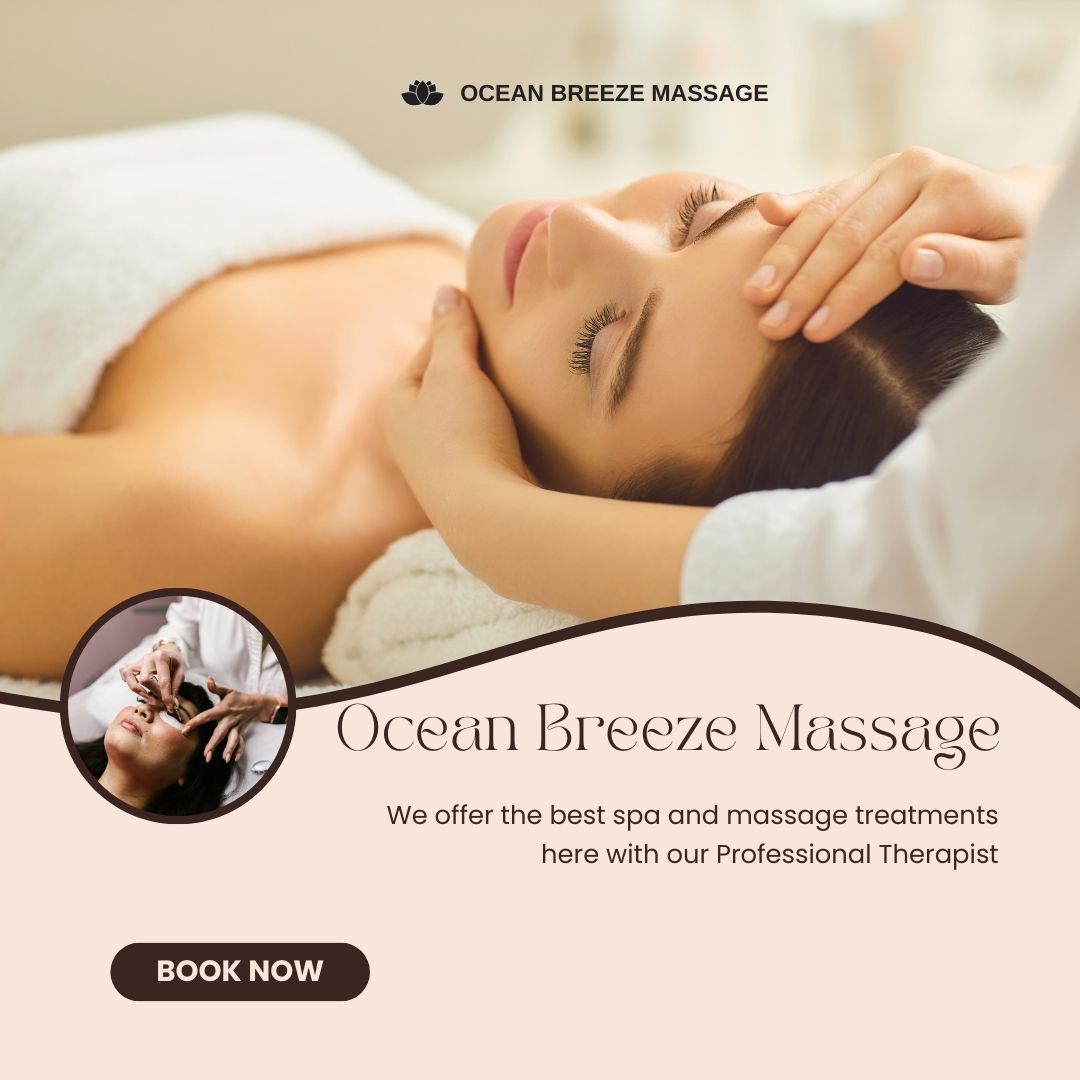 OCEAN BREEZE MASSAGE
Ocean Breeze Massage
We offer the best spa and massage treatments
here with our Professional Therapist
BOOK NOW